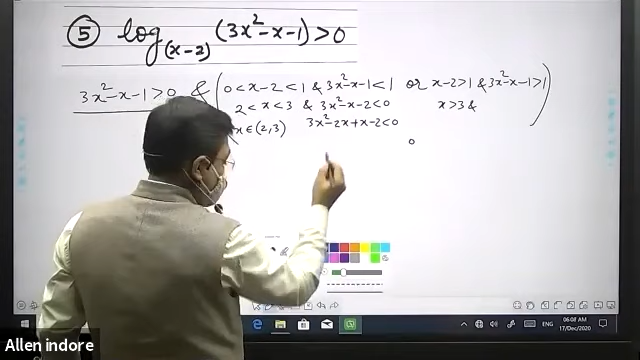 ⑤ log(x-2) (3x²-x-1)>0
3x²-x-1>0 & (0<x-2<1 & 3x²-x-1<1 or x-2>1 & 3x²-x-1>1)
2<x<3 & 3x²-x-2<0 x>3 &
x∈(2,3) 3x²-2x+x-2<0
ENG
06:08 AM
17/Dec/2020
Allen indore